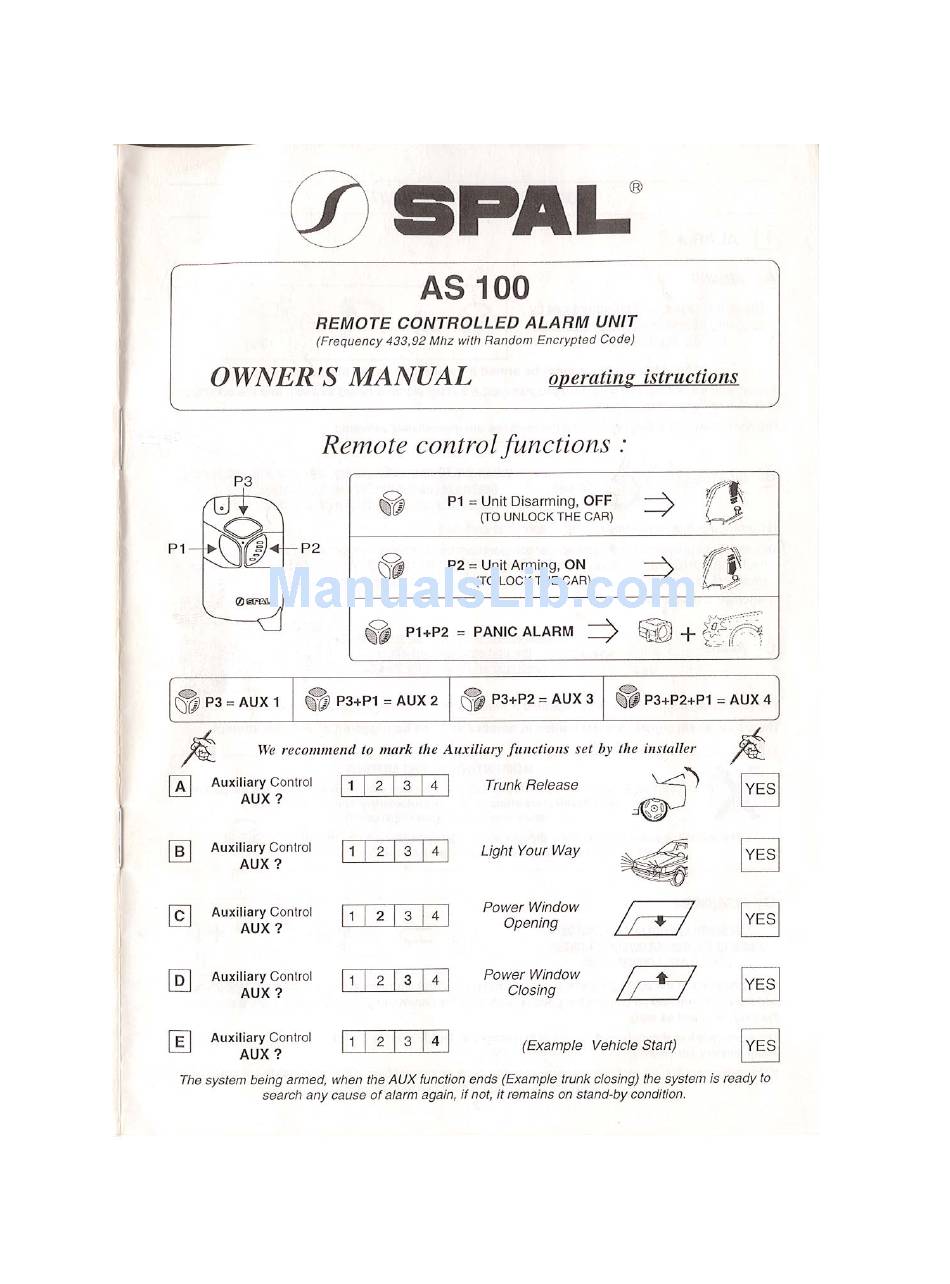 SPAL®
AS 100
REMOTE CONTROLLED ALARM UNIT
(Frequency 433,92 Mhz with Random Encrypted Code)
OWNER'S MANUAL operating istructions
Remote control functions :
P3
P1
P2
SPAL
P1 = Unit Disarming, OFF
(TO UNLOCK THE CAR)
P2 = Unit Arming, ON
(TO LOCK THE CAR)
P1+P2 = PANIC ALARM
+
ManualsLib.com
P3 = AUX 1
P3+P1 = AUX 2
P3+P2 = AUX 3
P3+P2+P1 = AUX 4
We recommend to mark the Auxiliary functions set by the installer
A Auxiliary Control 1 2 3 4 Trunk Release YES
AUX ?
B Auxiliary Control 1 2 3 4 Light Your Way YES
AUX ?
C Auxiliary Control 1 2 3 4 Power Window YES
AUX ? Opening
D Auxiliary Control 1 2 3 4 Power Window YES
AUX ? Closing
E Auxiliary Control 1 2 3 4 (Example Vehicle Start) YES
AUX ?
The system being armed, when the AUX function ends (Example trunk closing) the system is ready to
search any cause of alarm again, if not, it remains on stand-by condition.